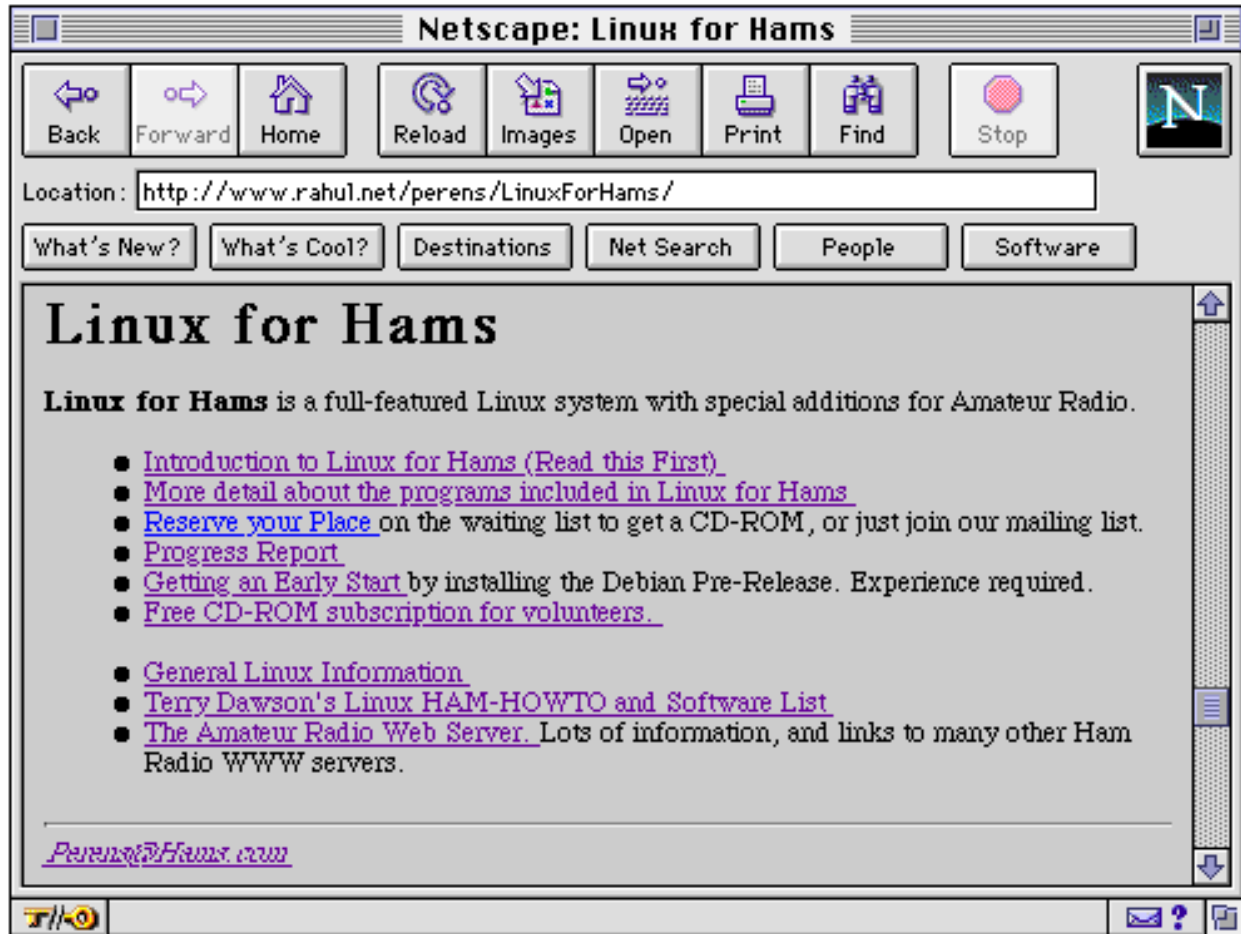 Netscape: Linux for Hams
Back Forward Home Reload Images Open Print Find Stop N
Location: http://www.rahul.net/perens/LinuxForHams/
What's New? What's Cool? Destinations Net Search People Software
Linux for Hams
Linux for Hams is a full-featured Linux system with special additions for Amateur Radio.
Introduction to Linux for Hams (Read this First)
More detail about the programs included in Linux for Hams
Reserve your Place on the waiting list to get a CD-ROM, or just join our mailing list.
Progress Report
Getting an Early Start by installing the Debian Pre-Release. Experience required.
Free CD-ROM subscription for volunteers.
General Linux Information
Terry Dawson's Linux HAM-HOWTO and Software List
The Amateur Radio Web Server. Lots of information, and links to many other Ham
Radio WWW servers.
Perens@Hams.com
?